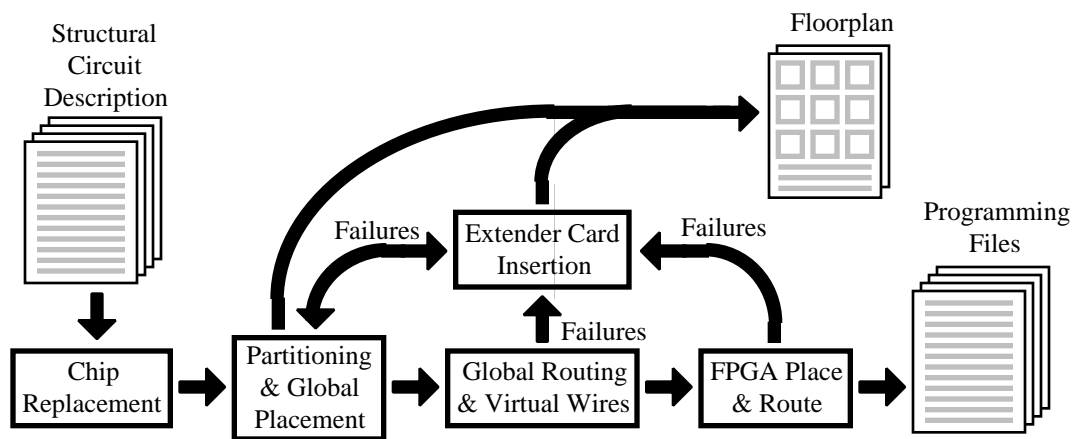 Structural
Circuit
Description
Floorplan
Programming
Files
Failures
Extender Card
Insertion
Failures
Failures
Chip
Replacement
Partitioning
& Global
Placement
Global Routing
& Virtual Wires
FPGA Place
& Route